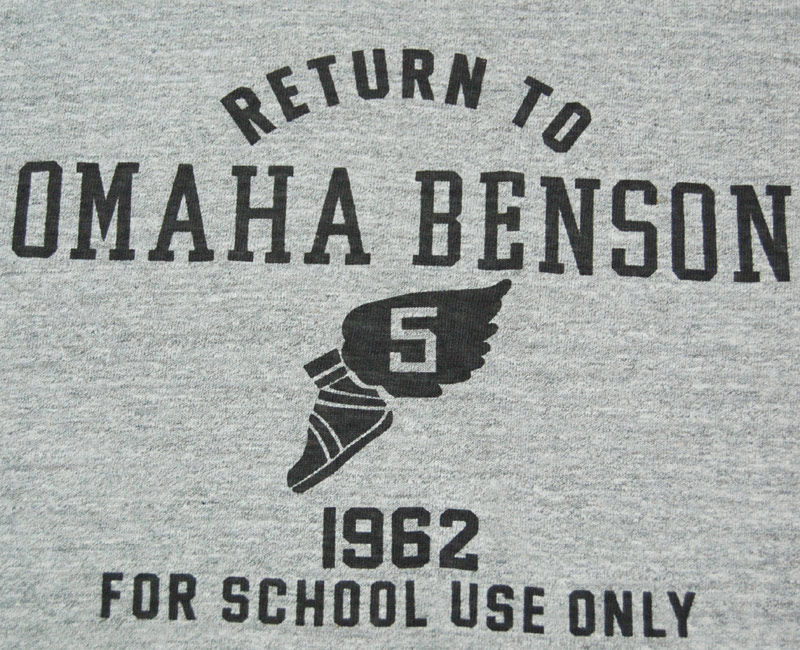 RETURN TO
OMAHA BENSON
5
1962
FOR SCHOOL USE ONLY